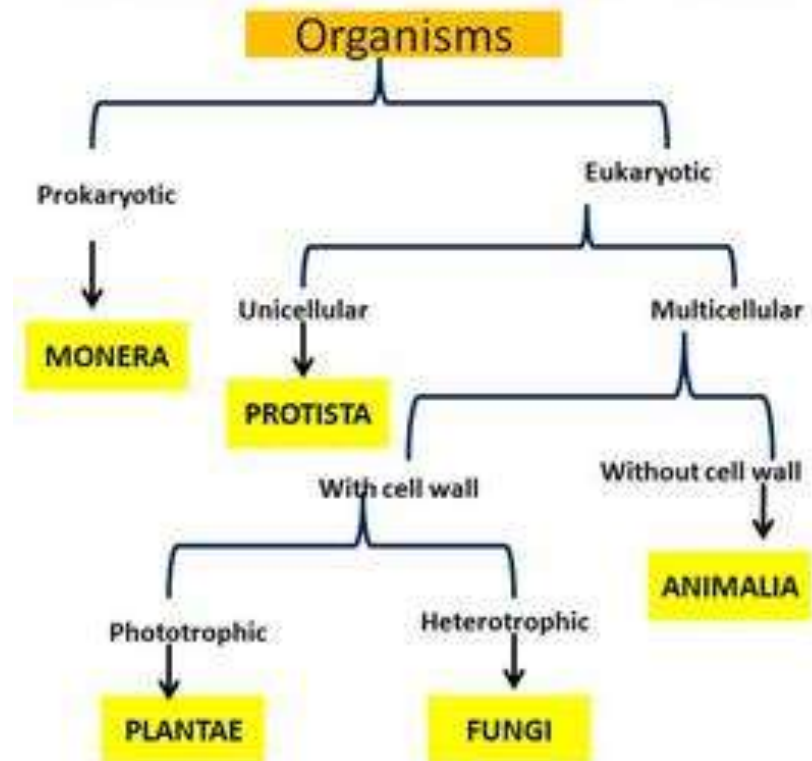 Organisms
Prokaryotic
Eukaryotic
MONERA
Unicellular
Multicellular
PROTISTA
With cell wall
Without cell wall
ANIMALIA
Phototrophic
Heterotrophic
PLANTAE
FUNGI